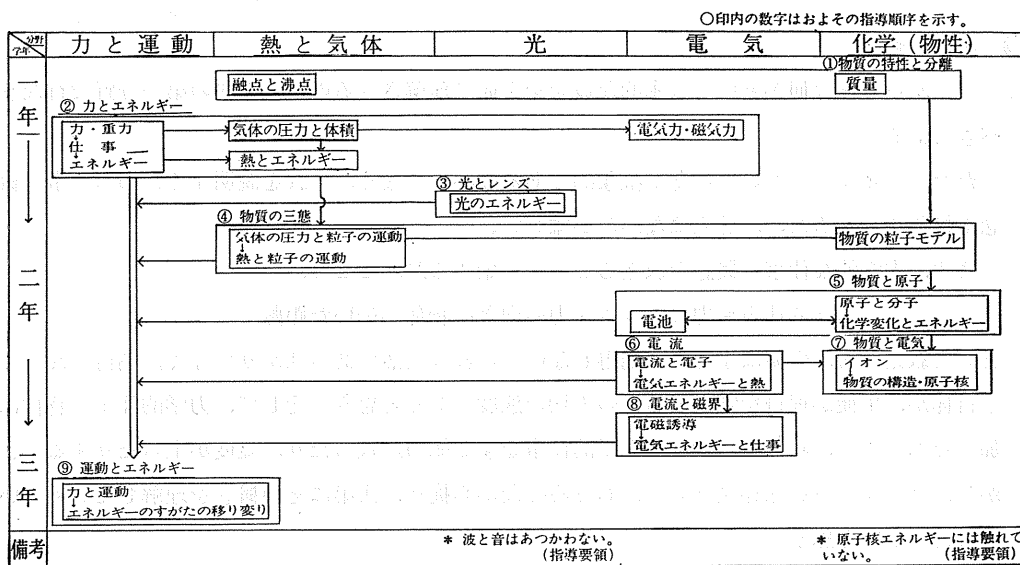 ○印内の数字はおよその指導順序を示す。
分野
学年
力と運動
熱と気体
光
電気
化学(物性)
一年
二年
三年
①物質の特性と分離
融点と沸点
質量
② 力とエネルギー
力・重力
仕事
エネルギー
気体の圧力と体積
熱とエネルギー
電気力・磁気力
③ 光とレンズ
光のエネルギー
④ 物質の三態
気体の圧力と粒子の運動
熱と粒子の運動
物質の粒子モデル
⑤ 物質と原子
電池
原子と分子
化学変化とエネルギー
⑥ 電流
電流と電子
電気エネルギーと熱
⑦ 物質と電気
イオン
物質の構造・原子核
⑧ 電流と磁界
電磁誘導
電気エネルギーと仕事
⑨ 運動とエネルギー
力と運動
エネルギーのすがたの移り変り
備考
* 波と音はあつかわない。
(指導要領)
* 原子核エネルギーには触れて
いない。 (指導要領)